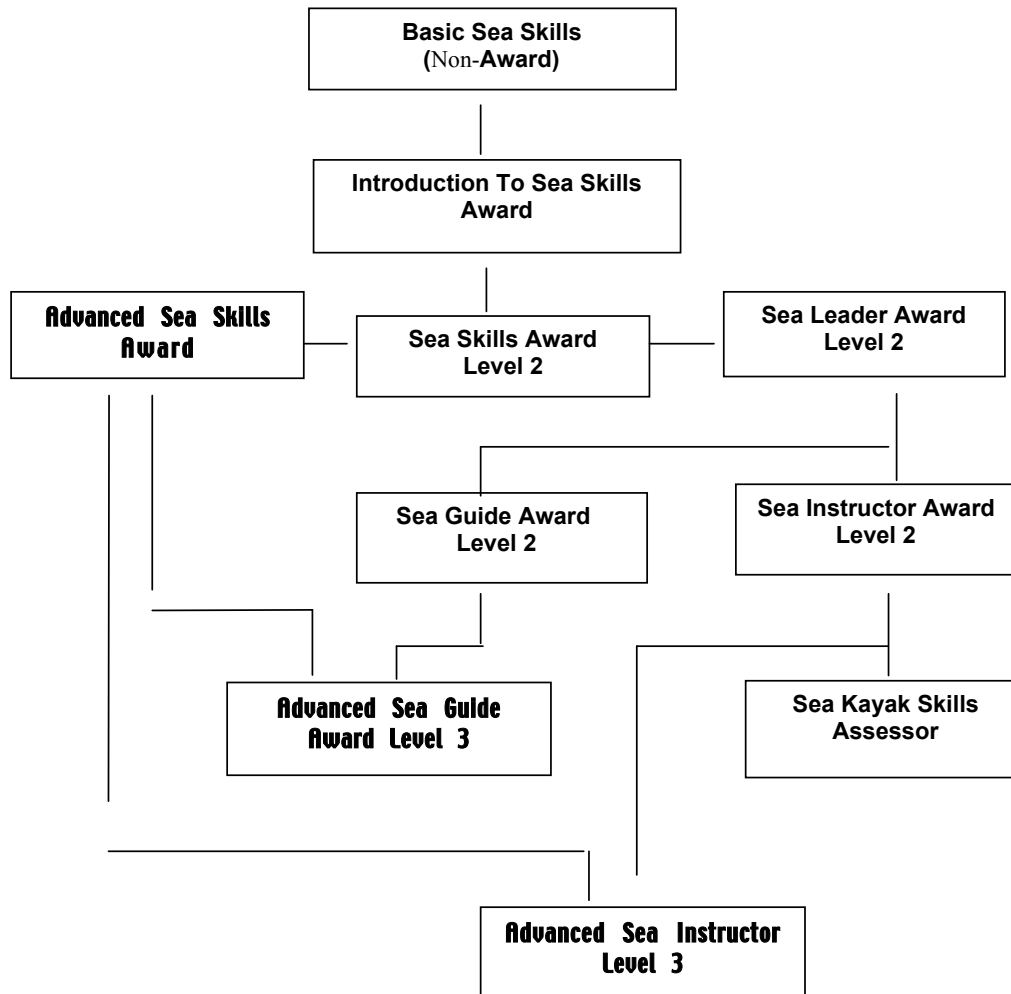 Basic Sea Skills
(Non-Award)
Introduction To Sea Skills
Award
Advanced Sea Skills
Award
Sea Skills Award
Level 2
Sea Leader Award
Level 2
Sea Guide Award
Level 2
Sea Instructor Award
Level 2
Advanced Sea Guide
Award Level 3
Sea Kayak Skills
Assessor
Advanced Sea Instructor
Level 3